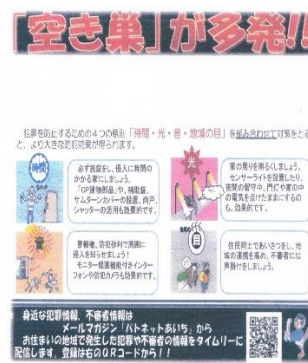 「空き巣」が多発!!
犯罪を防止するための4つの原則「時間・光・音・地域の目」を組み合わせて対策をとる
と、より大きな防犯効果が得られます。
時間
必ず施錠をし、侵入に時間の
かかる家にしましょう。
「CP建物部品」や、補助錠、
サムターンカバーの設置、雨戸、
シャッターの活用も効果的です。
光
家の周りを明るくしましょう。
センサーライトを設置したり、
夜間の留守中、門灯や家の中
の電気を付けたままにするの
も、効果的です。
音
警報機、防犯砂利で周囲に
侵入を知らせましょう!
モニター録画機能付きインター
フォンや防犯カメラも効果的です。
目
住民同士であいさつをし、地
域の連携を高め、不審者には
声掛けをしましょう。
身近な犯罪情報、不審者情報は
メールマガジン「パトネットあいち」から
お住まいの地域で発生した犯罪や不審者の情報をタイムリーに
配信します。登録は右のQRコードから!!